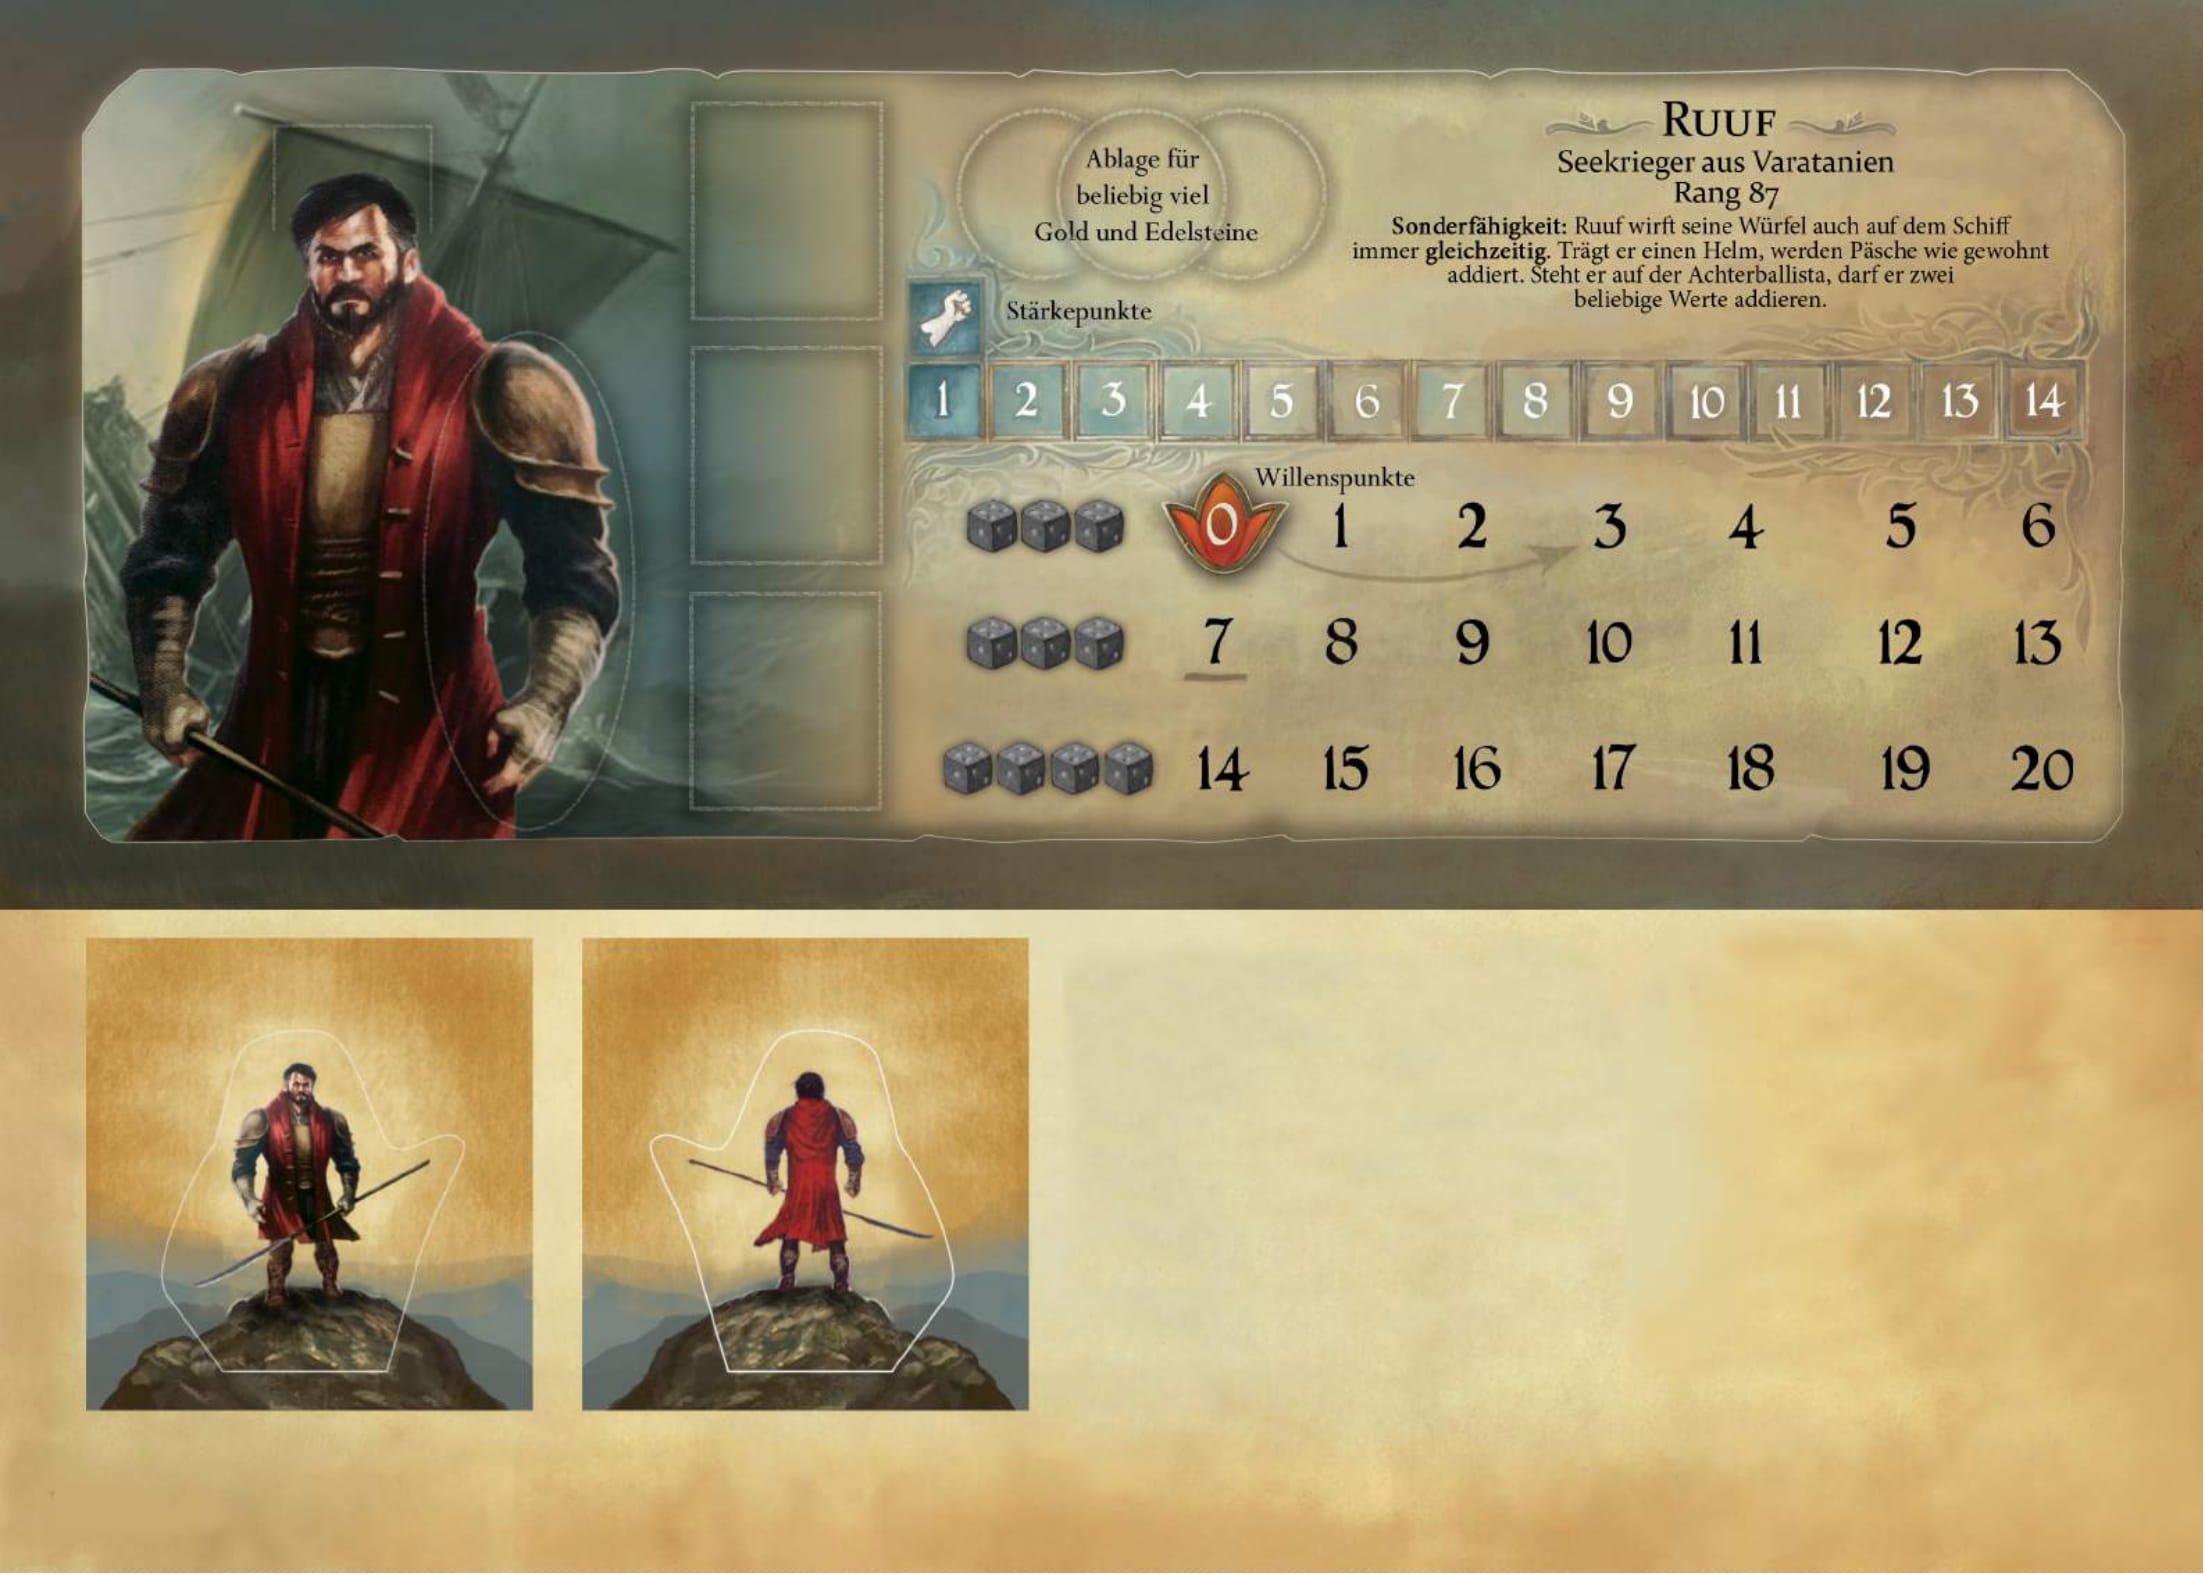 Ablage für
beliebig viel
Gold und Edelsteine
RUUF
Seekrieger aus Varatanien
Rang 87
Sonderfähigkeit: Ruuf wirft seine Würfel auch auf dem Schiff
immer gleichzeitig. Trägt er einen Helm, werden Päsche wie gewohnt
addiert. Steht er auf der Achterballista, darf er zwei
beliebige Werte addieren.
Stärkepunkte
1 2 3 4 5 6 7 8 9 10 11 12 13 14
Willenspunkte
0 1 2 3 4 5 6
7 8 9 10 11 12 13
14 15 16 17 18 19 20